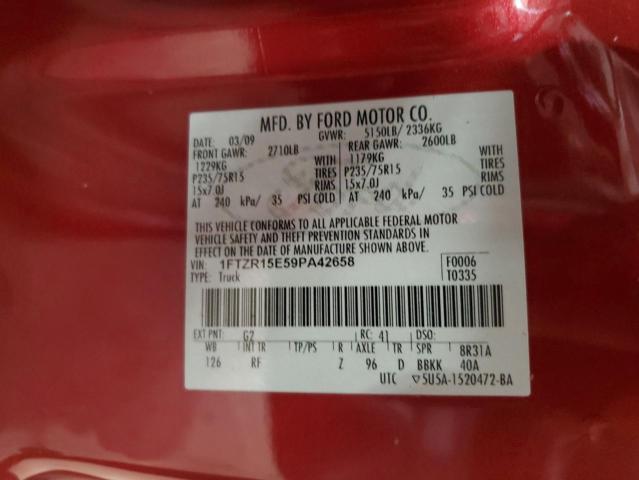 MFD. BY FORD MOTOR CO.
DATE: 03/09 GVWR: 5150LB/ 2336KG
FRONT GAWR: 2710LB REAR GAWR: 2600LB
1229KG WITH 1179KG WITH
P235/75R15 TIRES P235/75R15 TIRES
15x7.0J RIMS 15x7.0J RIMS
AT 240 kPa/ 35 PSI COLD AT 240 kPa/ 35 PSI COLD
THIS VEHICLE CONFORMS TO ALL APPLICABLE FEDERAL MOTOR
VEHICLE SAFETY AND THEFT PREVENTION STANDARDS IN
EFFECT ON THE DATE OF MANUFACTURE SHOWN ABOVE.
VIN: 1FTZR15E59PA42658 F0006
TYPE: Truck T0335
EXT PNT: G2 RC: 41 DSO:
WB INT TR TP/PS R AXLE TR SPR 8R31A
126 RF Z 96 D BBKK 40A
UTC ▽5U5A-1520472-BA